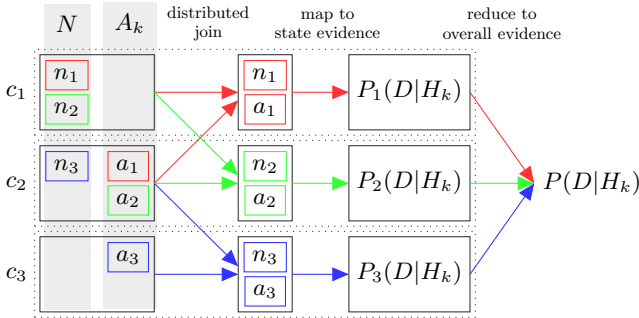 N A_k distributed join map to state evidence reduce to overall evidence
c_1 n_1 n_2 n_1 a_1 P_1(D|H_k)
c_2 n_3 a_1 a_2 n_2 a_2 P_2(D|H_k) P(D|H_k)
c_3 a_3 n_3 a_3 P_3(D|H_k)